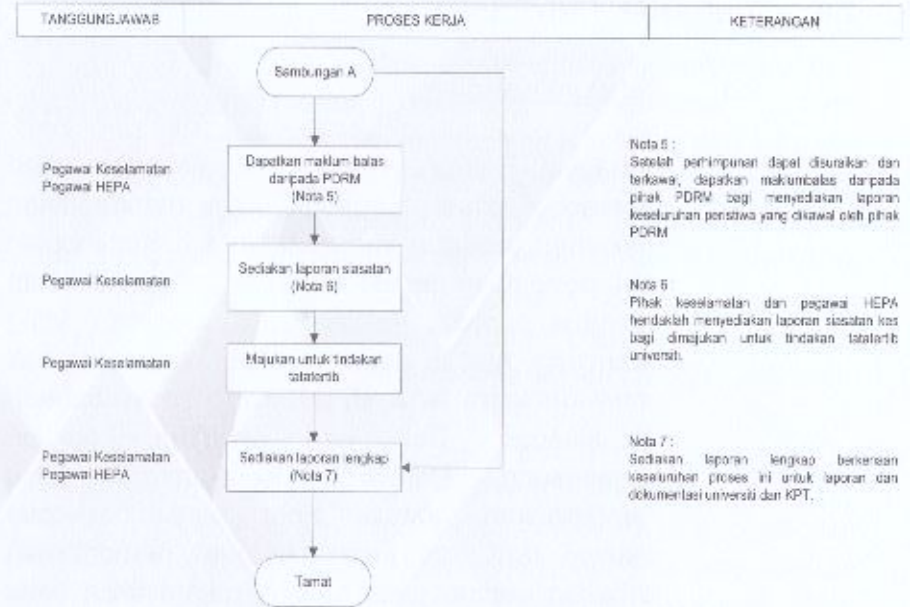 TANGGUNGJAWAB
PROSES KERJA
KETERANGAN
Sambungan A
Pegawai Keselamatan
Pegawai HEPA
Dapatkan maklum balas
daripada PDRM
(Nota 5)
Nota 5 :
Setelah perhimpunan dapat disuraikan dan
terkawal, dapatkan maklumbalas daripada
pihak PDRM bagi menyediakan laporan
keseluruhan peristiwa yang dikawal oleh pihak
PDRM
Pegawai Keselamatan
Sediakan laporan siasatan
(Nota 6)
Nota 6
Pihak keselamatan dan pegawai HEPA
hendaklah menyediakan laporan siasatan kes
bagi dimajukan untuk tindakan tatatertib
universiti.
Pegawai Keselamatan
Majukan untuk tindakan
tatatertib
Pegawai Keselamatan
Pegawai HEPA
Sediakan laporan lengkap
(Nota 7)
Nota 7 :
Sediakan laporan lengkap berkenaan
keseluruhan proses ini untuk laporan dan
dokumentasi universiti dan KPT.
Tamat